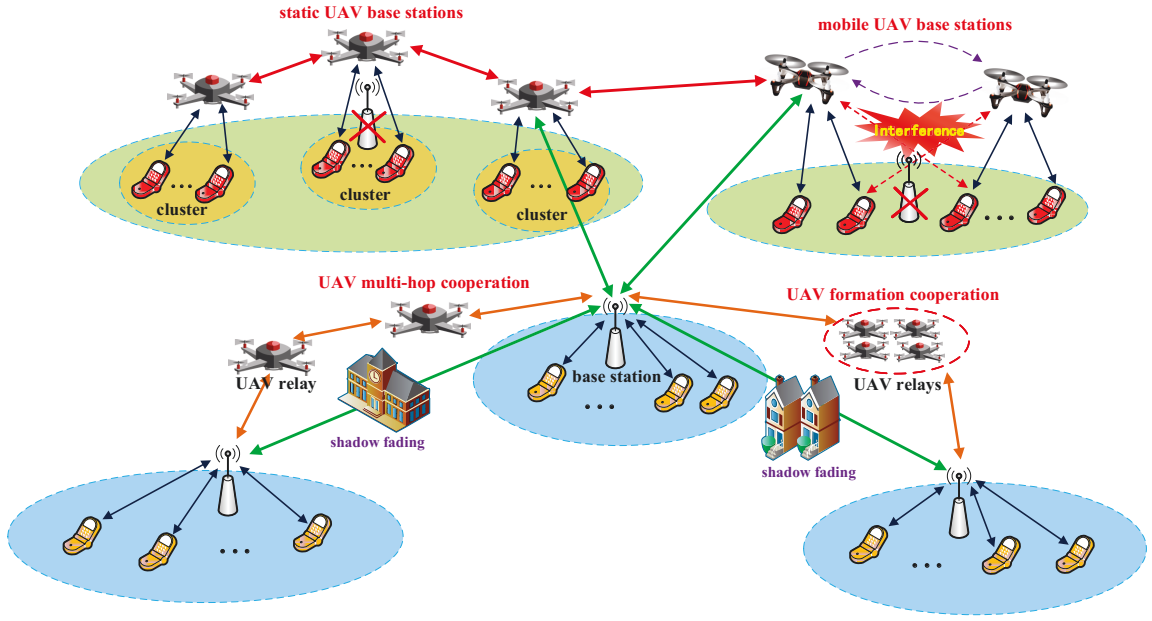 static UAV base stations
mobile UAV base stations
Interference
cluster
cluster
cluster
UAV multi-hop cooperation
UAV formation cooperation
UAV relay
base station
UAV relays
shadow fading
shadow fading